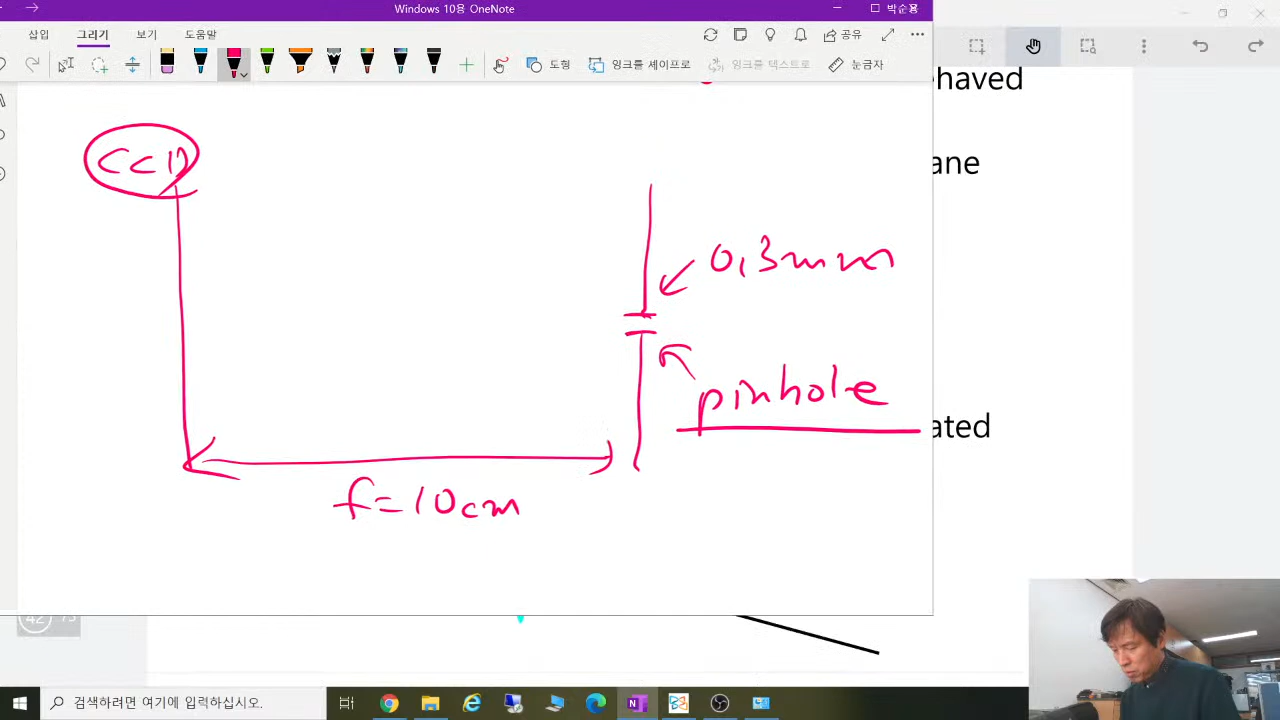 Windows 10용 OneNote
박순용
삽입 그리기 보기 도움말
공유
도형 잉크를 셰이프로 잉크를 텍스트로 눈금자
haved
CCD
ane
0,3mm
pinhole
ated
f=10cm
42 75
검색하려면 여기에 입력하십시오.